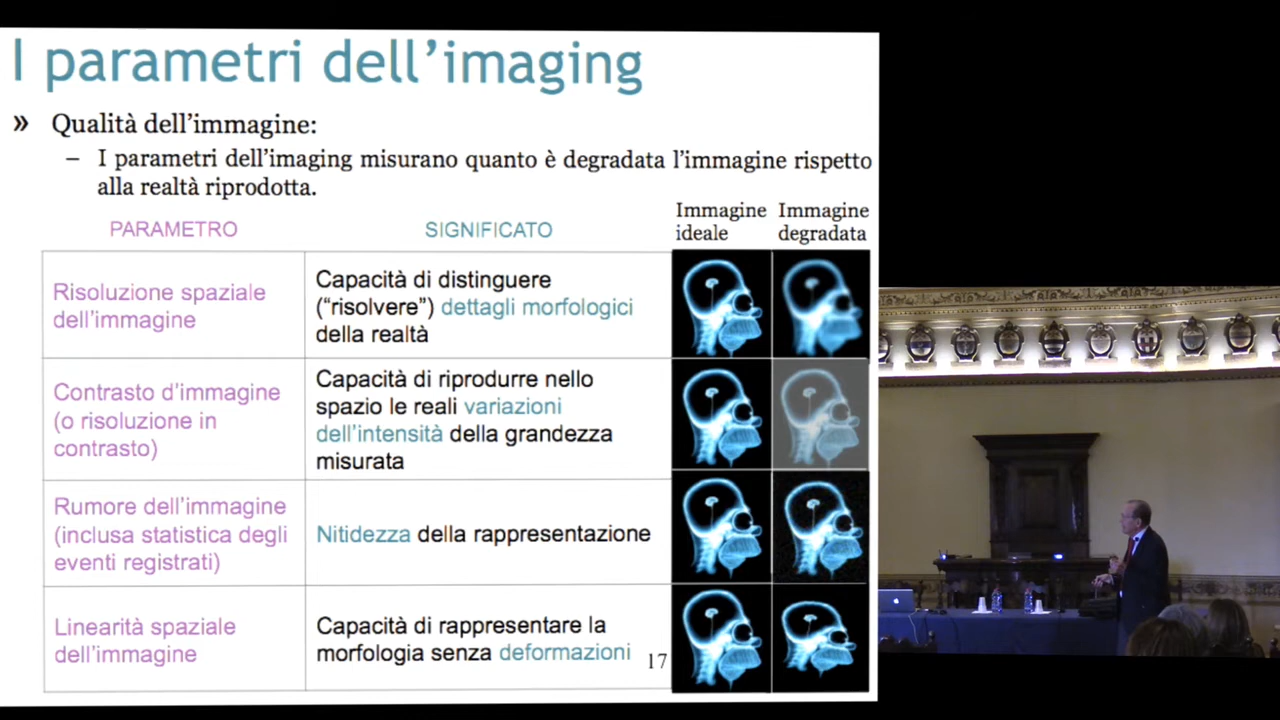 I parametri dell'imaging
» Qualità dell'immagine:
– I parametri dell'imaging misurano quanto è degradata l'immagine rispetto
alla realtà riprodotta.
PARAMETRO
SIGNIFICATO
Immagine
ideale
Immagine
degradata
Risoluzione spaziale
dell'immagine
Capacità di distinguere
(“risolvere”) dettagli morfologici
della realtà
Contrasto d'immagine
(o risoluzione in
contrasto)
Capacità di riprodurre nello
spazio le reali variazioni
dell'intensità della grandezza
misurata
Rumore dell'immagine
(inclusa statistica degli
eventi registrati)
Nitidezza della rappresentazione
Linearità spaziale
dell'immagine
Capacità di rappresentare la
morfologia senza deformazioni
17